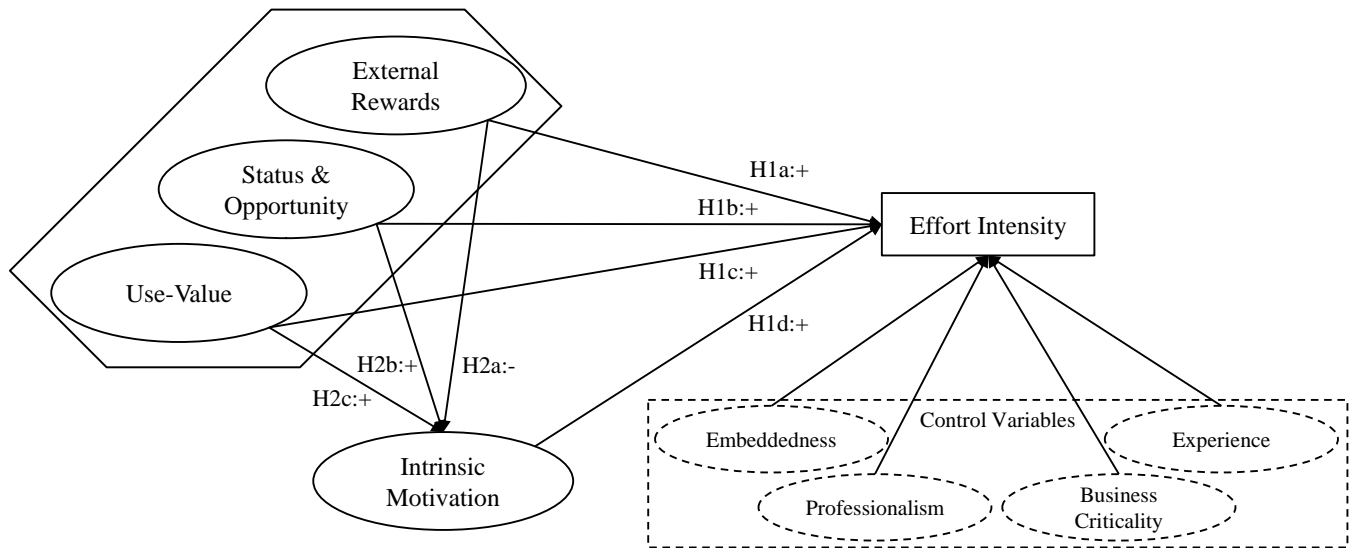 External
Rewards
Status &
Opportunity
Use-Value
H1a:+
H1b:+
H1c:+
H1d:+
H2b:+
H2a:-
H2c:+
Effort Intensity
Intrinsic
Motivation
Control Variables
Embeddedness
Experience
Professionalism
Business
Criticality